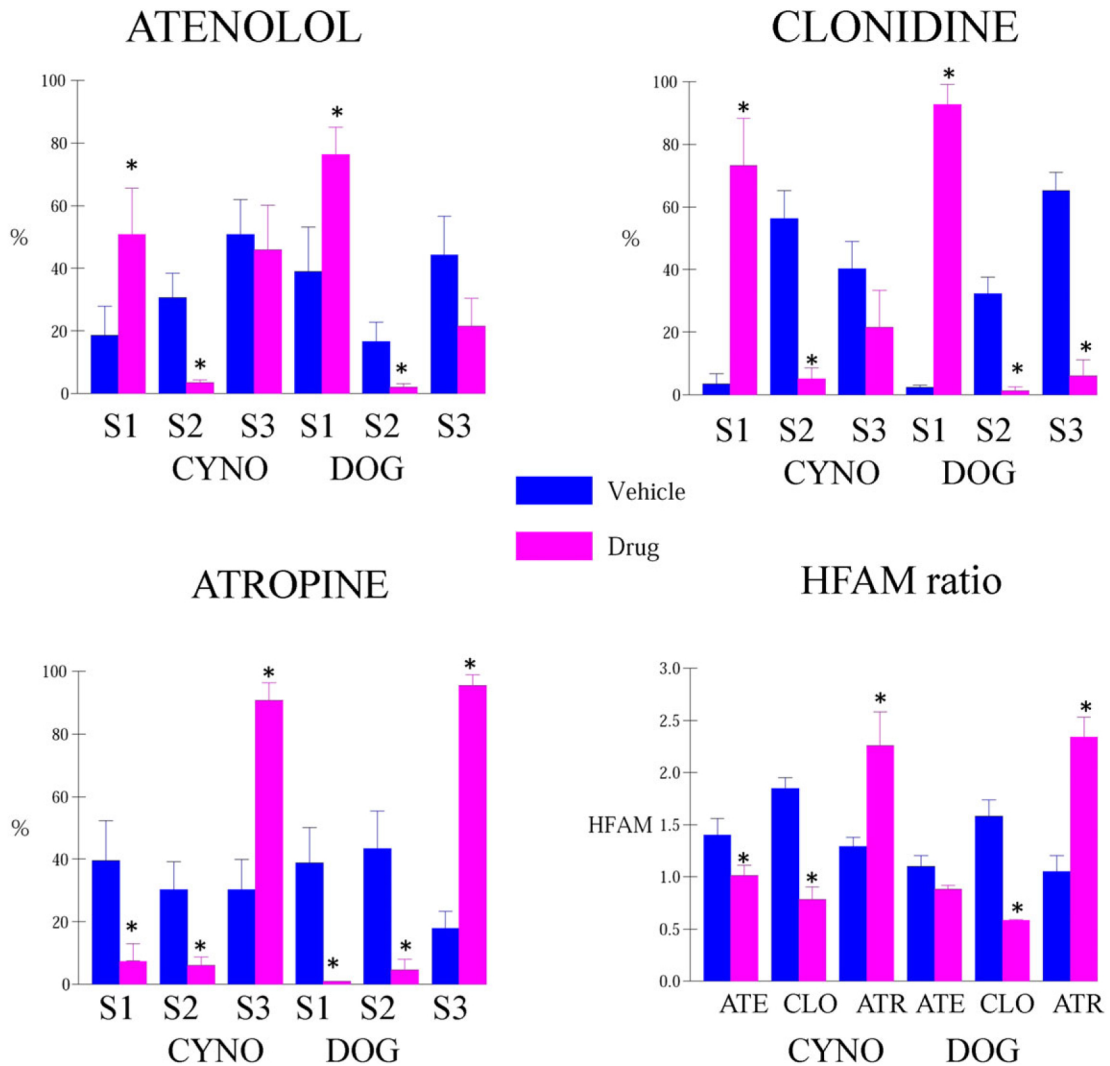 ATENOLOL
100
80
60
%
40
20
0
* * * *
S1 S2 S3 S1 S2 S3
CYNO DOG
CLONIDINE
100
80
60
%
40
20
0
* * * * *
S1 S2 S3 S1 S2 S3
CYNO DOG
Vehicle
Drug
ATROPINE
100
80
60
%
40
20
0
* * * * * *
S1 S2 S3 S1 S2 S3
CYNO DOG
HFAM ratio
3.0
2.5
2.0
1.5
HFAM
1.0
0.5
0.0
* * * * *
ATE CLO ATR ATE CLO ATR
CYNO DOG